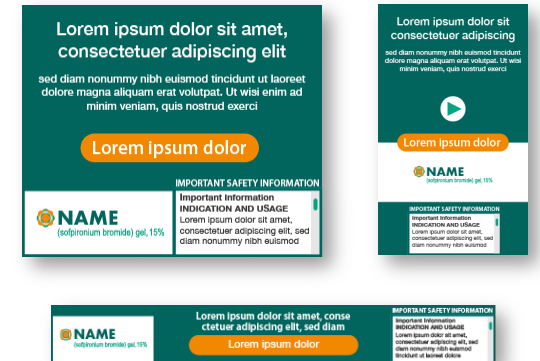 Lorem ipsum dolor sit amet,
consectetuer adipiscing elit
sed diam nonummy nibh euismod tincidunt ut laoreet
dolore magna aliquam erat volutpat. Ut wisi enim ad
minim veniam, quis nostrud exerci
Lorem ipsum dolor
IMPORTANT SAFETY INFORMATION
NAME
(sofpironium bromide) gel, 15%
Important Information
INDICATION AND USAGE
Lorem ipsum dolor sit amet,
consectetuer adipiscing elit, sed
diam nonummy nibh euismod
Lorem ipsum dolor sit
consectetuer adipiscing
sed diam nonummy nibh euismod tincidunt
ut laoreet dolore magna aliquam erat
volutpat. Ut wisi enim ad minim
veniam, quis nostrud exerci
Lorem ipsum dolor
NAME
(sofpironium bromide) gel, 15%
IMPORTANT SAFETY INFORMATION
Important Information
INDICATION AND USAGE
Lorem ipsum dolor sit amet,
consectetuer adipiscing elit, sed
diam nonummy nibh euismod
NAME
(sofpironium bromide) gel, 15%
Lorem ipsum dolor sit amet, conse
ctetuer adipiscing elit, sed diam
Lorem ipsum dolor
IMPORTANT SAFETY INFORMATION
Important Information
INDICATION AND USAGE
Lorem ipsum dolor sit amet,
consectetuer adipiscing elit, sed
diam nonummy nibh euismod
tincidunt ut laoreet dolore